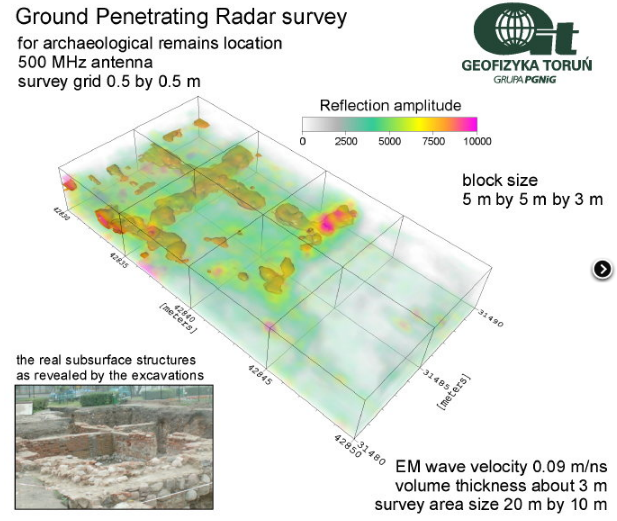 Ground Penetrating Radar survey
for archaeological remains location
500 MHz antenna
survey grid 0.5 by 0.5 m
GEOFIZYKA TORUŃ
GRUPA PGNiG
Reflection amplitude
0 2500 5000 7500 10000
block size
5 m by 5 m by 3 m
42830
42835
42840
[meters]
42845
42850
31480
31485
[meters]
31490
the real subsurface structures
as revealed by the excavations
EM wave velocity 0.09 m/ns
volume thickness about 3 m
survey area size 20 m by 10 m